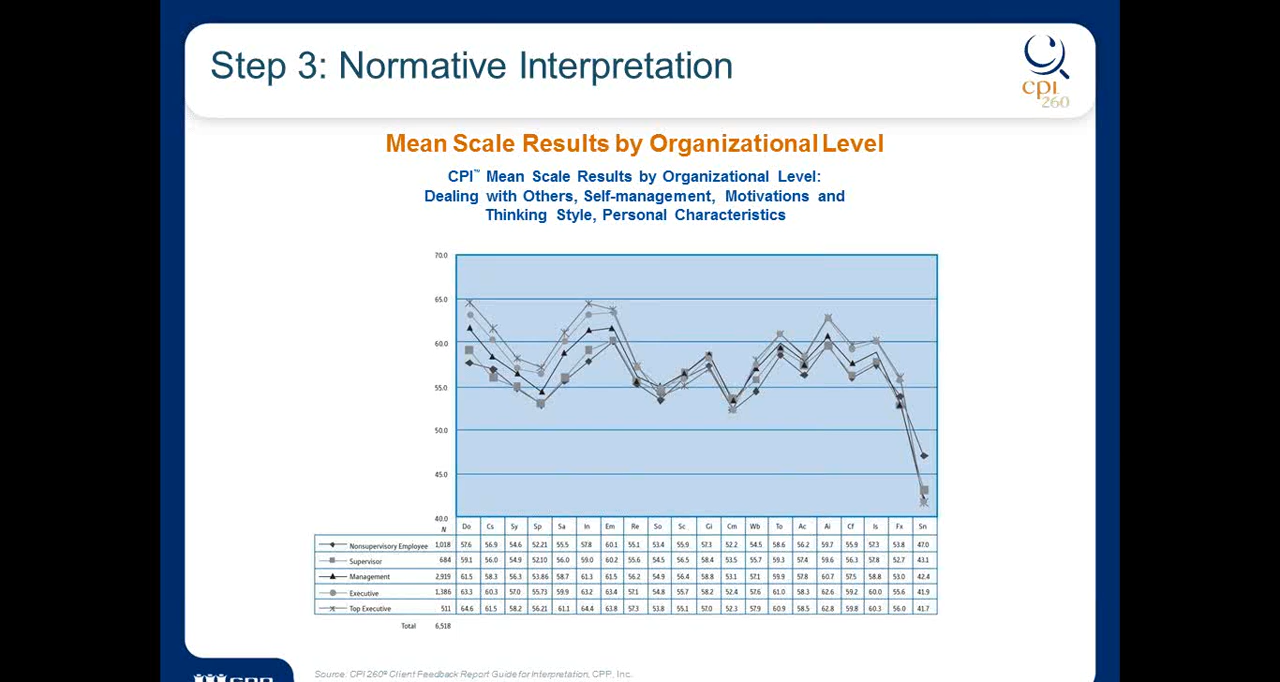 Step 3: Normative Interpretation
cpi
260
Mean Scale Results by Organizational Level
CPI™ Mean Scale Results by Organizational Level:
Dealing with Others, Self-management, Motivations and
Thinking Style, Personal Characteristics
70.0
65.0
60.0
55.0
50.0
45.0
40.0
N Do Cs Sy Sp Sa In Em Re So Sc Gi Cm Wb To Ac Ai Cf Is Fx Sn
Nonsupervisory Employee 1,018 57.6 56.9 54.6 52.21 55.5 57.8 60.1 55.1 53.4 55.9 57.3 52.2 54.5 58.6 56.2 59.7 55.9 57.3 53.8 47.0
Supervisor 684 59.1 56.0 54.9 52.10 56.0 59.0 60.2 55.6 54.5 56.5 58.4 53.5 55.7 59.3 57.4 59.6 56.3 57.8 52.7 43.1
Management 2,919 61.5 58.3 56.3 53.86 58.7 61.3 61.5 56.2 54.9 56.4 58.8 53.1 57.1 59.9 57.8 60.7 57.5 58.8 53.0 42.4
Executive 1,386 63.3 60.3 57.0 55.73 59.9 63.2 63.4 57.1 54.8 55.7 58.2 52.4 57.6 61.0 58.3 62.6 59.2 60.0 55.6 41.9
Top Executive 511 64.6 61.5 58.2 56.21 61.1 64.4 63.8 57.3 53.8 55.1 57.0 52.3 57.9 60.9 58.5 62.8 59.8 60.3 56.0 41.7
Total 6,518
Source: CPI 260® Client Feedback Report Guide for Interpretation, CPP, Inc.